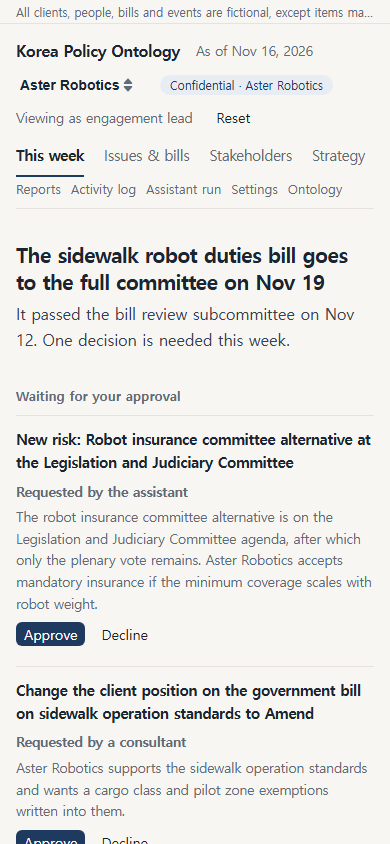 All clients, people, bills and events are fictional, except items ma...
Korea Policy Ontology As of Nov 16, 2026
Aster Robotics Confidential · Aster Robotics
Viewing as engagement lead Reset
This week Issues & bills Stakeholders Strategy
Reports Activity log Assistant run Settings Ontology
The sidewalk robot duties bill goes
to the full committee on Nov 19
It passed the bill review subcommittee on Nov
12. One decision is needed this week.
Waiting for your approval
New risk: Robot insurance committee alternative at
the Legislation and Judiciary Committee
Requested by the assistant
The robot insurance committee alternative is on the
Legislation and Judiciary Committee agenda, after which
only the plenary vote remains. Aster Robotics accepts
mandatory insurance if the minimum coverage scales with
robot weight.
Approve Decline
Change the client position on the government bill
on sidewalk operation standards to Amend
Requested by a consultant
Aster Robotics supports the sidewalk operation standards
and wants a cargo class and pilot zone exemptions
written into them.
Approve Decline